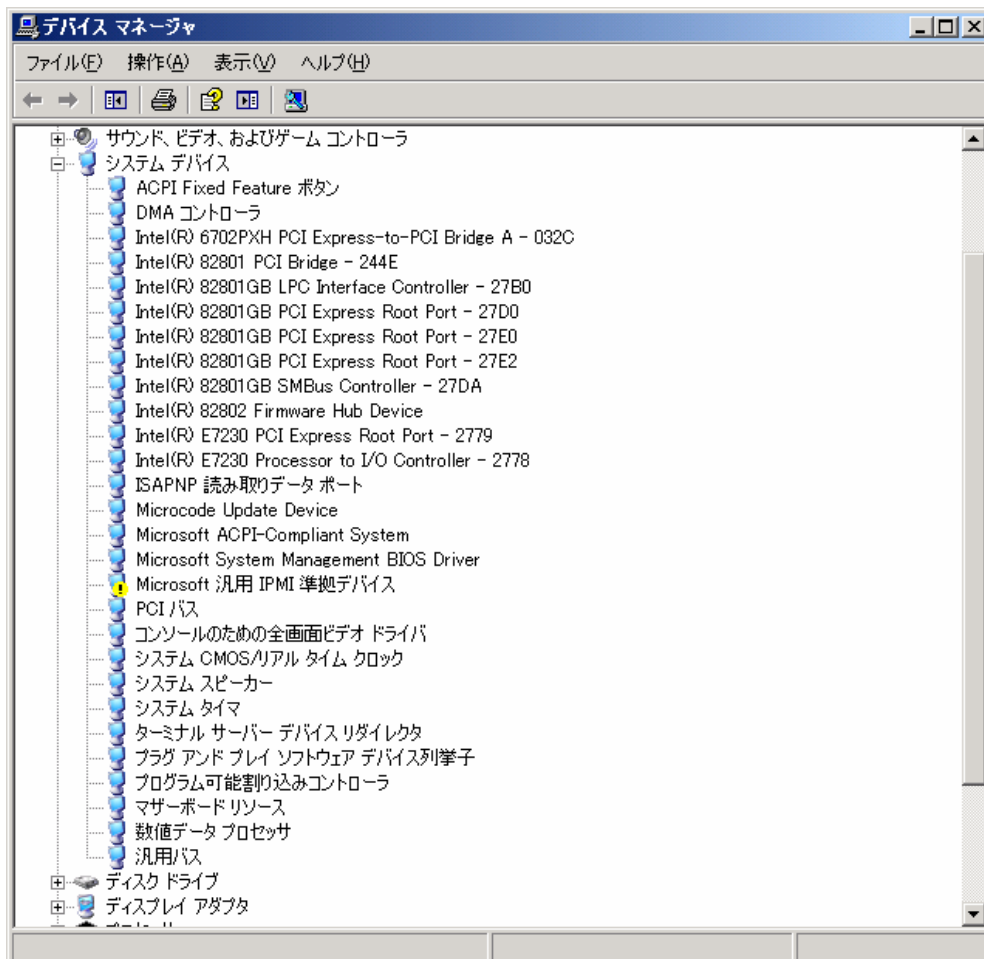 デバイス マネージャ
ファイル(F) 操作(A) 表示(V) ヘルプ(H)
サウンド、ビデオ、およびゲーム コントローラ
システム デバイス
ACPI Fixed Feature ボタン
DMA コントローラ
Intel(R) 6702PXH PCI Express-to-PCI Bridge A - 032C
Intel(R) 82801 PCI Bridge - 244E
Intel(R) 82801GB LPC Interface Controller - 27B0
Intel(R) 82801GB PCI Express Root Port - 27D0
Intel(R) 82801GB PCI Express Root Port - 27E0
Intel(R) 82801GB PCI Express Root Port - 27E2
Intel(R) 82801GB SMBus Controller - 27DA
Intel(R) 82802 Firmware Hub Device
Intel(R) E7230 PCI Express Root Port - 2779
Intel(R) E7230 Processor to I/O Controller - 2778
ISAPNP 読み取りデータ ポート
Microcode Update Device
Microsoft ACPI-Compliant System
Microsoft System Management BIOS Driver
Microsoft 汎用 IPMI 準拠デバイス
PCI バス
コンソールのための全画面ビデオ ドライバ
システム CMOS/リアル タイム クロック
システム スピーカー
システム タイマ
ターミナル サーバー デバイス リダイレクタ
プラグ アンド プレイ ソフトウェア デバイス列挙子
プログラム可能割り込みコントローラ
マザーボード リソース
数値データ プロセッサ
汎用バス
ディスク ドライブ
ディスプレイ アダプタ